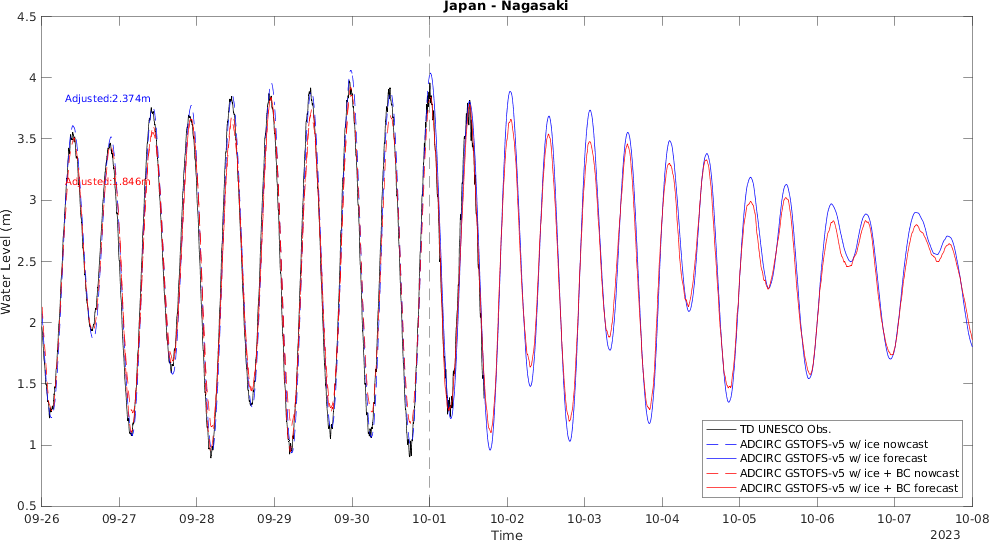 Japan - Nagasaki
4.5
4
3.5
3
2.5
2
1.5
1
0.5
Water Level (m)
Adjusted:2.374m
Adjusted:1.846m
TD UNESCO Obs.
ADCIRC GSTOFS-v5 w/ ice nowcast
ADCIRC GSTOFS-v5 w/ ice forecast
ADCIRC GSTOFS-v5 w/ ice + BC nowcast
ADCIRC GSTOFS-v5 w/ ice + BC forecast
09-26 09-27 09-28 09-29 09-30 10-01 10-02 10-03 10-04 10-05 10-06 10-07 10-08
Time
2023